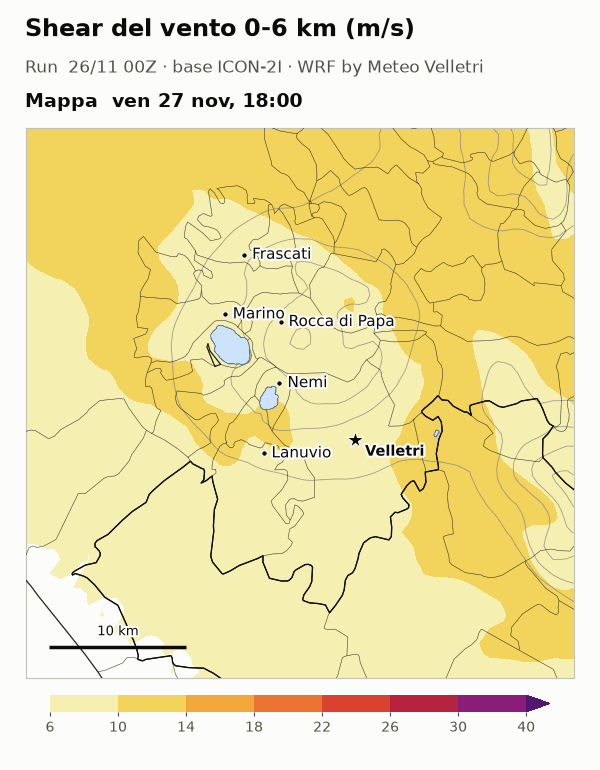 Shear del vento 0-6 km (m/s)
Run  26/11 00Z · base ICON-2I · WRF by Meteo Velletri
Mappa  ven 27 nov, 18:00
Frascati
Marino
Rocca di Papa
Nemi
Velletri
Lanuvio
10 km
6 10 14 18 22 26 30 40